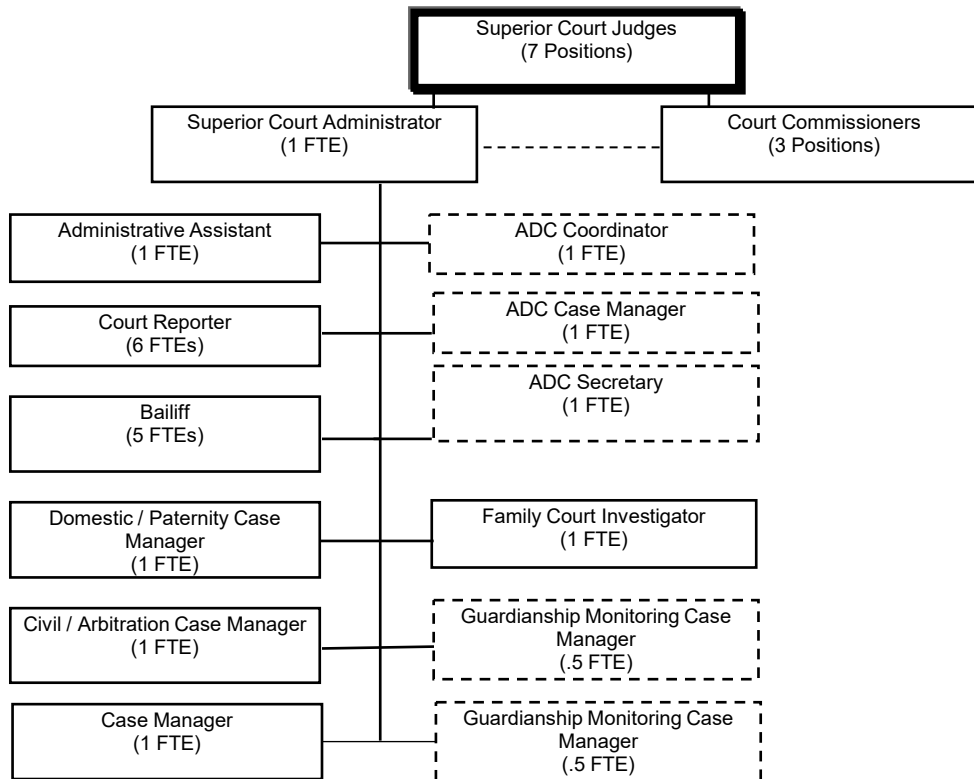 Superior Court Judges
(7 Positions)
Superior Court Administrator
(1 FTE)
Court Commissioners
(3 Positions)
Administrative Assistant
(1 FTE)
ADC Coordinator
(1 FTE)
Court Reporter
(6 FTEs)
ADC Case Manager
(1 FTE)
ADC Secretary
(1 FTE)
Bailiff
(5 FTEs)
Domestic / Paternity Case
Manager
(1 FTE)
Family Court Investigator
(1 FTE)
Civil / Arbitration Case Manager
(1 FTE)
Guardianship Monitoring Case
Manager
(.5 FTE)
Case Manager
(1 FTE)
Guardianship Monitoring Case
Manager
(.5 FTE)